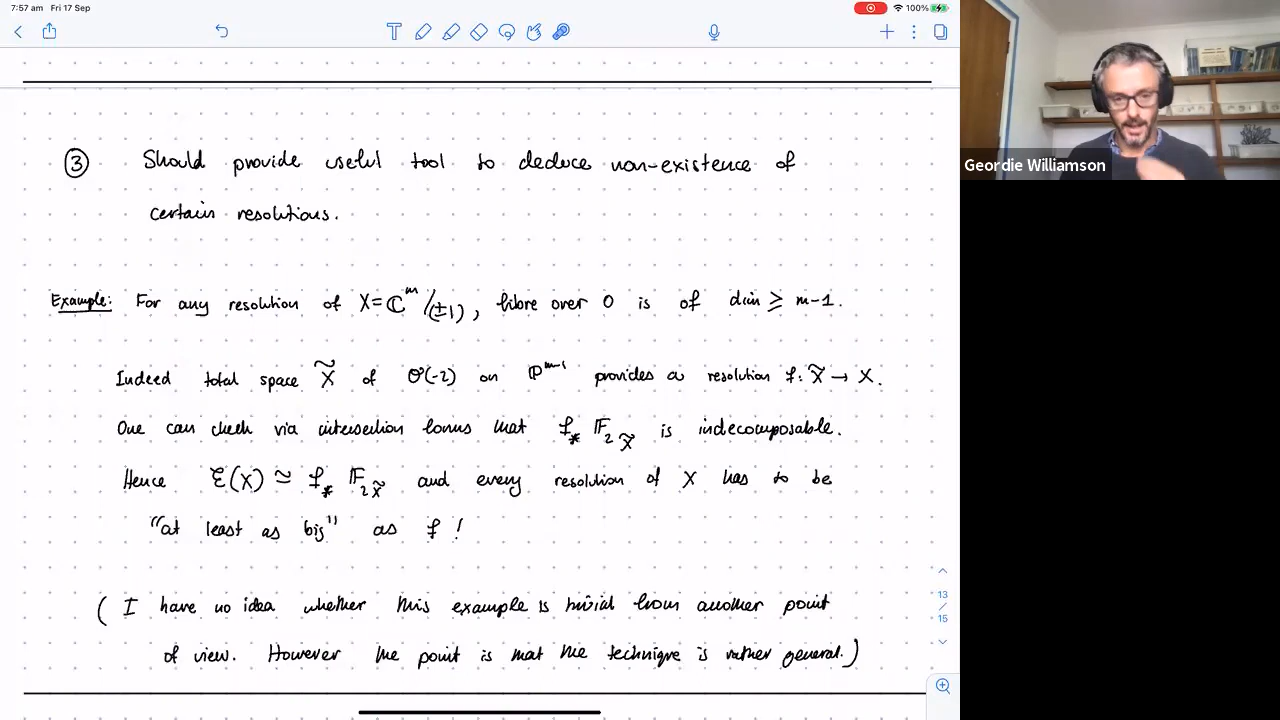 7:57 am Fri 17 Sep
100%
③ Should provide useful tool to deduce non-existence of
certain resolutions.
Example: For any resolution of X = ℂᵐ/(±1), fibre over 0 is of dim ≥ m-1.
Indeed total space X̃ of 𝒪(-2) on ℙᵐ⁻¹ provides a resolution f: X̃ → X.
One can check via intersection forms that f_* 𝔽₂_X̃ is indecomposable.
Hence ℰ(X) ≃ f_* 𝔽₂_X̃ and every resolution of X has to be
"at least as big" as f !
( I have no idea whether this example is trivial from another point
of view. However the point is that the technique is rather general.)
13
/
15
Geordie Williamson